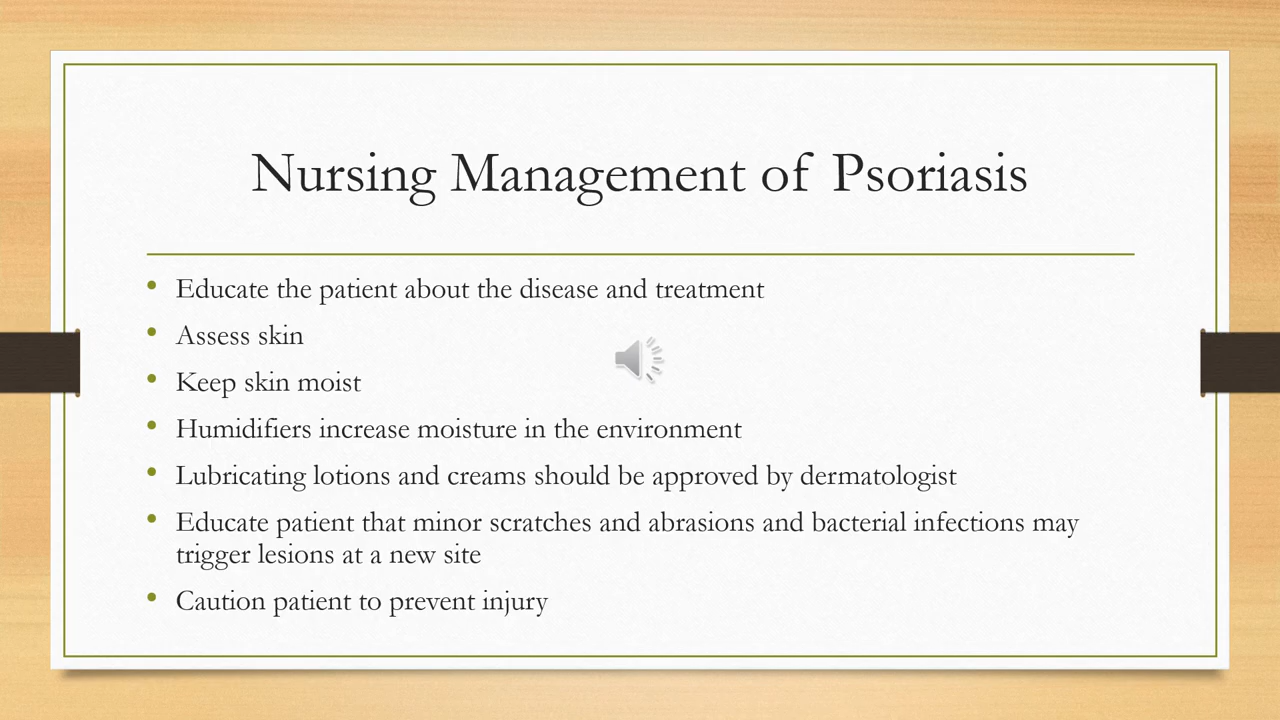 Nursing Management of Psoriasis
• Educate the patient about the disease and treatment
• Assess skin
• Keep skin moist
• Humidifiers increase moisture in the environment
• Lubricating lotions and creams should be approved by dermatologist
• Educate patient that minor scratches and abrasions and bacterial infections may
trigger lesions at a new site
• Caution patient to prevent injury